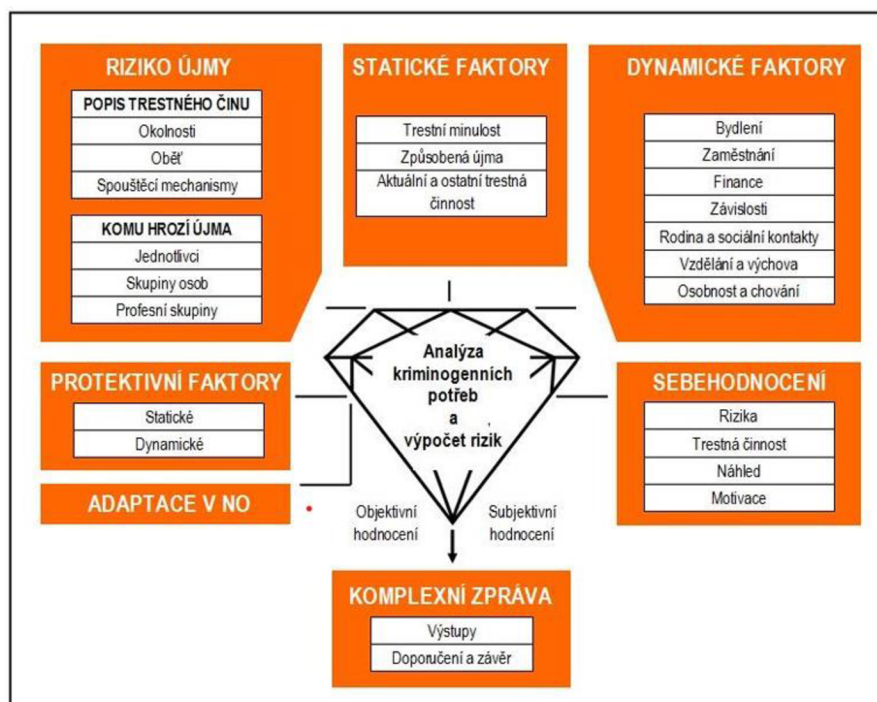 RIZIKO ÚJMY
POPIS TRESTNÉHO ČINU
Okolnosti
Oběť
Spouštěcí mechanismy
KOMU HROZÍ ÚJMA
Jednotlivci
Skupiny osob
Profesní skupiny
STATICKÉ FAKTORY
Trestní minulost
Způsobená újma
Aktuální a ostatní trestná
činnost
DYNAMICKÉ FAKTORY
Bydlení
Zaměstnání
Finance
Závislosti
Rodina a sociální kontakty
Vzdělání a výchova
Osobnost a chování
Analýza
kriminogenních
potřeb
a
výpočet rizik
PROTEKTIVNÍ FAKTORY
Statické
Dynamické
ADAPTACE V NO
SEBEHODNOCENÍ
Rizika
Trestná činnost
Náhled
Motivace
Objektivní
hodnocení
Subjektivní
hodnocení
KOMPLEXNÍ ZPRÁVA
Výstupy
Doporučení a závěr